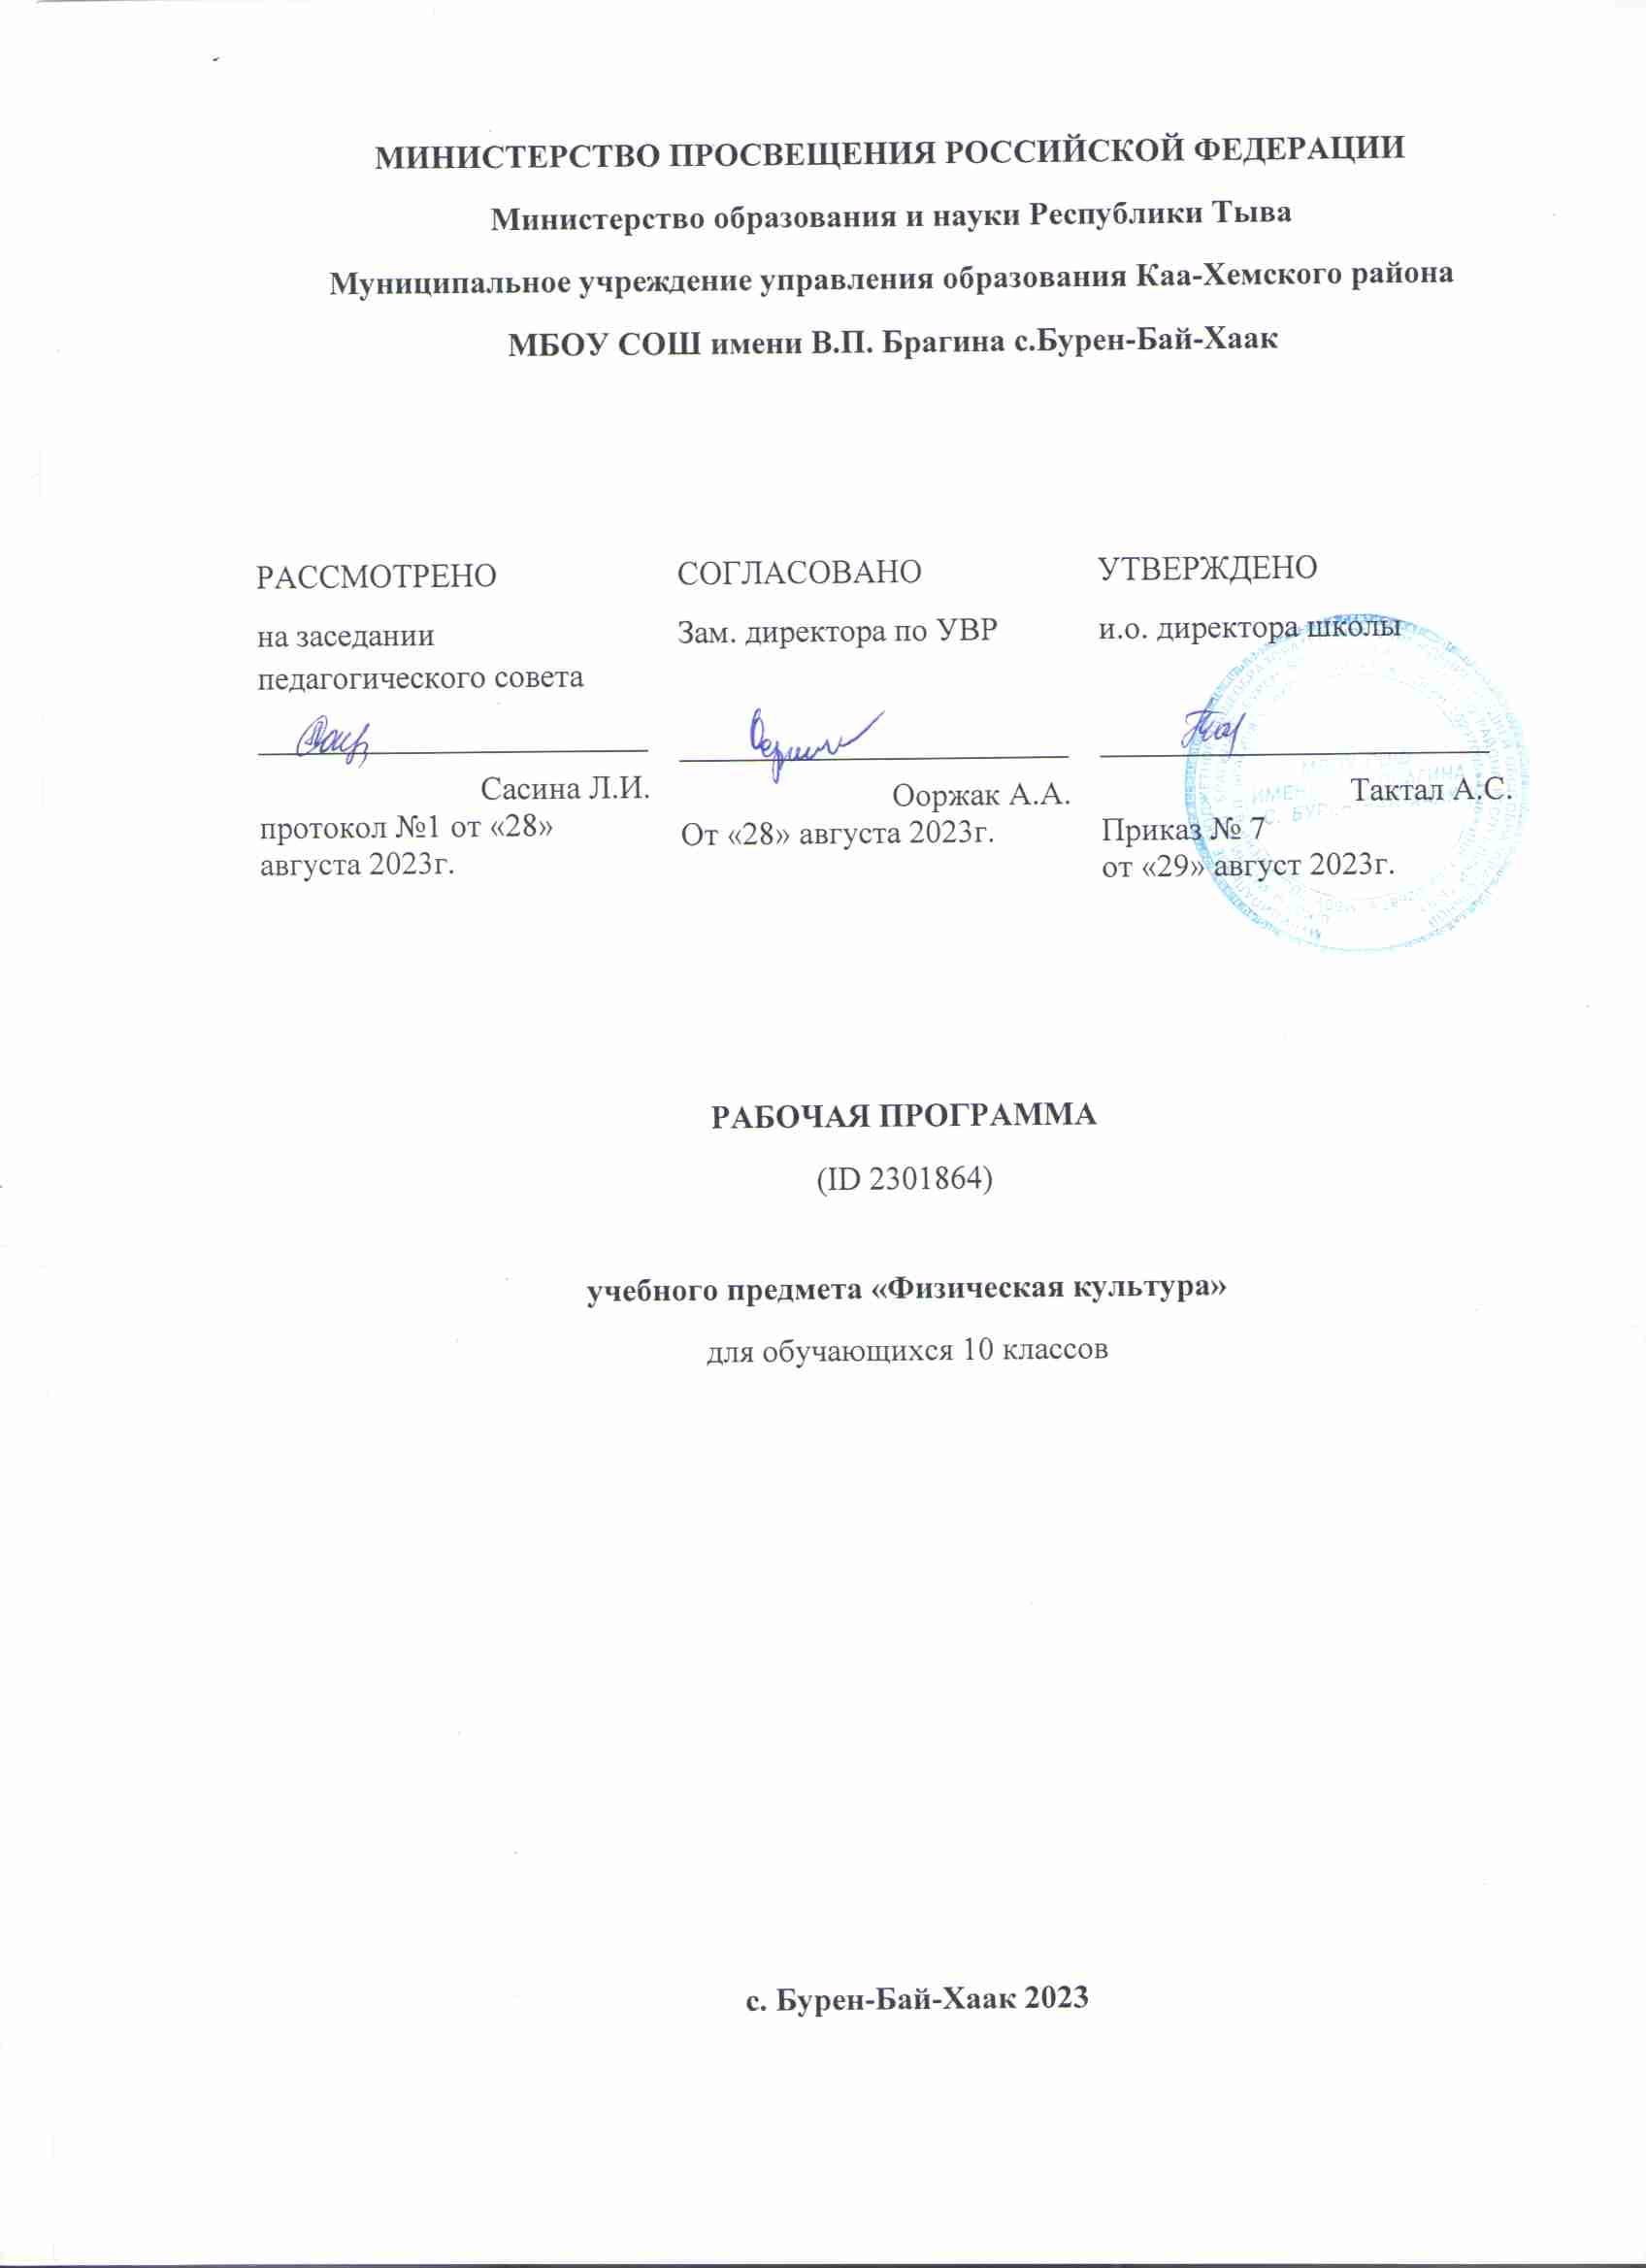 МИНИСТЕРСТВО ПРОСВЕЩЕНИЯ РОССИЙСКОЙ ФЕДЕРАЦИИ
Министерство образования и науки Республики Тыва
Муниципальное учреждение управления образования Каа-Хемского района
МБОУ СОШ имени В.П. Брагина с.Бурен-Бай-Хаак
РАССМОТРЕНО
на заседании
педагогического совета
Сасина Л.И.
протокол №1 от «28»
августа 2023г.
СОГЛАСОВАНО
Зам. директора по УВР
Ооржак А.А.
От «28» августа 2023г.
УТВЕРЖДЕНО
и.о. директора школы
Тактал А.С.
Приказ № 7
от «29» август 2023г.
РАБОЧАЯ ПРОГРАММА
(ID 2301864)
учебного предмета «Физическая культура»
для обучающихся 10 классов
с. Бурен-Бай-Хаак 2023